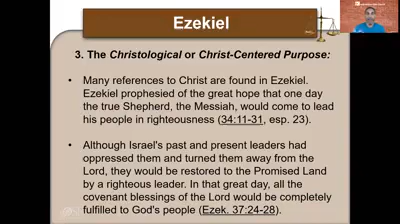 Ezekiel
3. The Christological or Christ-Centered Purpose:
• Many references to Christ are found in Ezekiel.
Ezekiel prophesied of the great hope that one day
the true Shepherd, the Messiah, would come to lead
his people in righteousness (34:11-31, esp. 23).
• Although Israel's past and present leaders had
oppressed them and turned them away from the
Lord, they would be restored to the Promised Land
by a righteous leader. In that great day, all the
covenant blessings of the Lord would be completely
fulfilled to God's people (Ezek. 37:24-28).